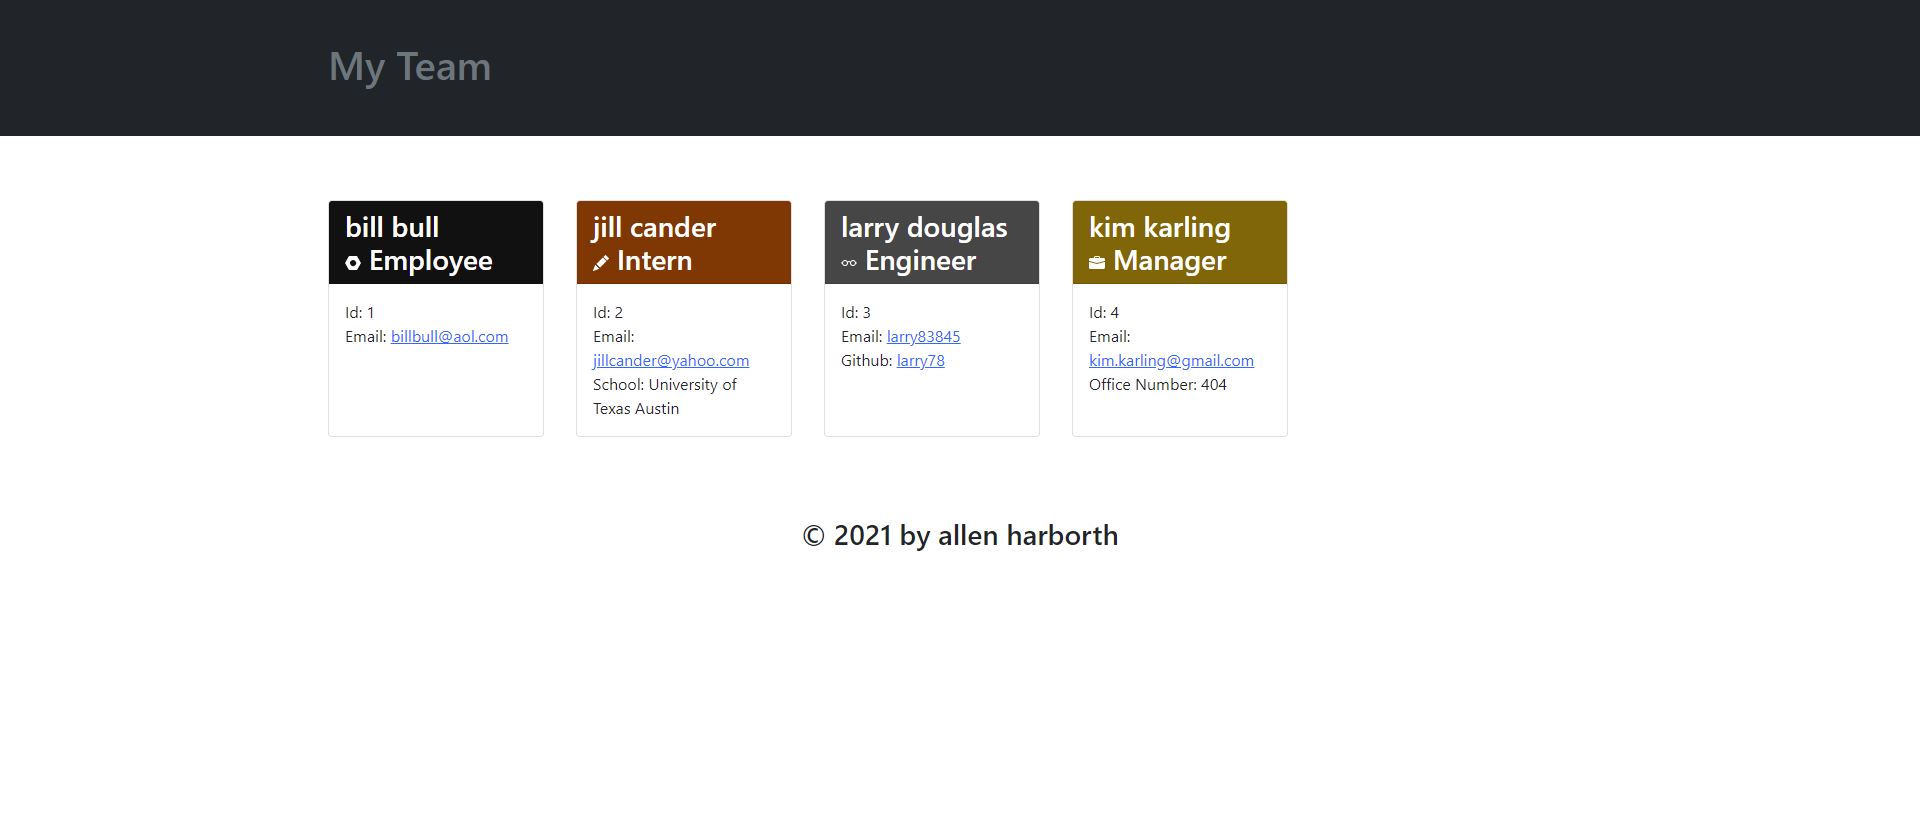 My Team
bill bull
Employee
Id: 1
Email: billbull@aol.com
jill cander
Intern
Id: 2
Email:
jillcander@yahoo.com
School: University of
Texas Austin
larry douglas
Engineer
Id: 3
Email: larry83845
Github: larry78
kim karling
Manager
Id: 4
Email:
kim.karling@gmail.com
Office Number: 404
© 2021 by allen harborth